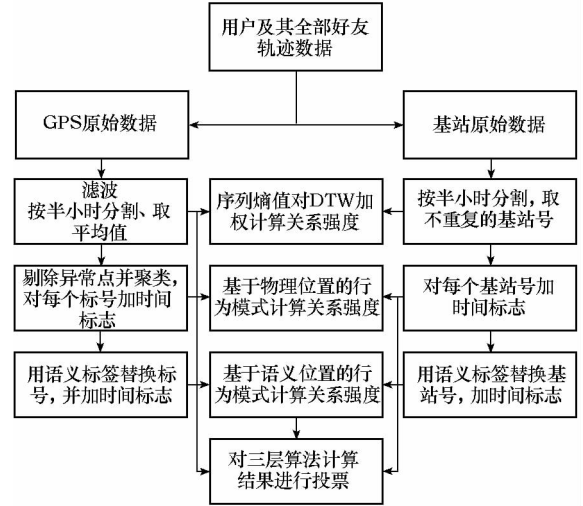 用户及其全部好友
轨迹数据
GPS原始数据
基站原始数据
滤波
按半小时分割、取
平均值
序列熵值对DTW加
权计算关系强度
按半小时分割,取
不重复的基站号
剔除异常点并聚类,
对每个标号加时间
标志
基于物理位置的行
为模式计算关系强度
对每个基站号加
时间标志
用语义标签替换标
号,并加时间标志
基于语义位置的行
为模式计算关系强度
用语义标签替换基
站号,加时间标志
对三层算法计算
结果进行投票